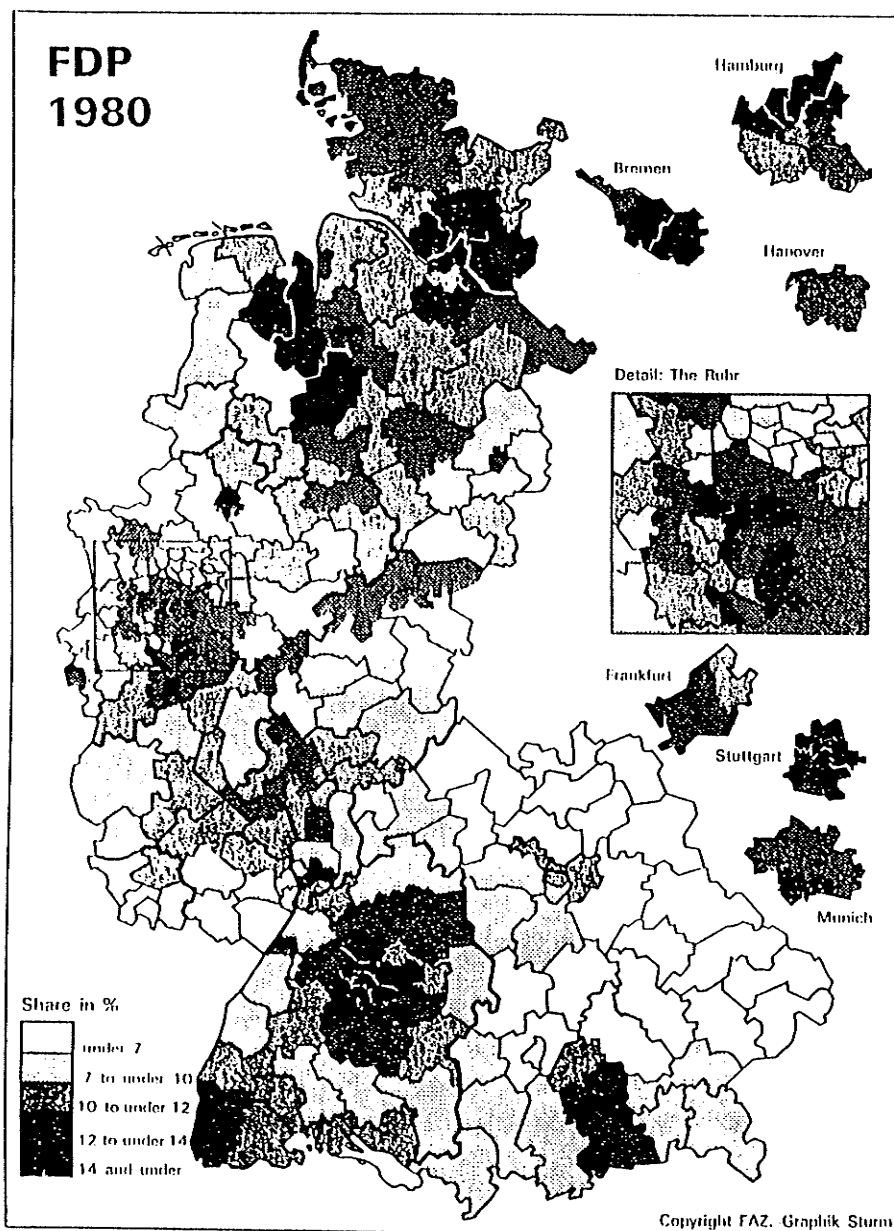 FDP
1980
Hamburg
Bremen
Hanover
Detail: The Ruhr
Frankfurt
Stuttgart
Munich
Share in %
under 7
7 to under 10
10 to under 12
12 to under 14
14 and under
Copyright FAZ. Graphik Sturm